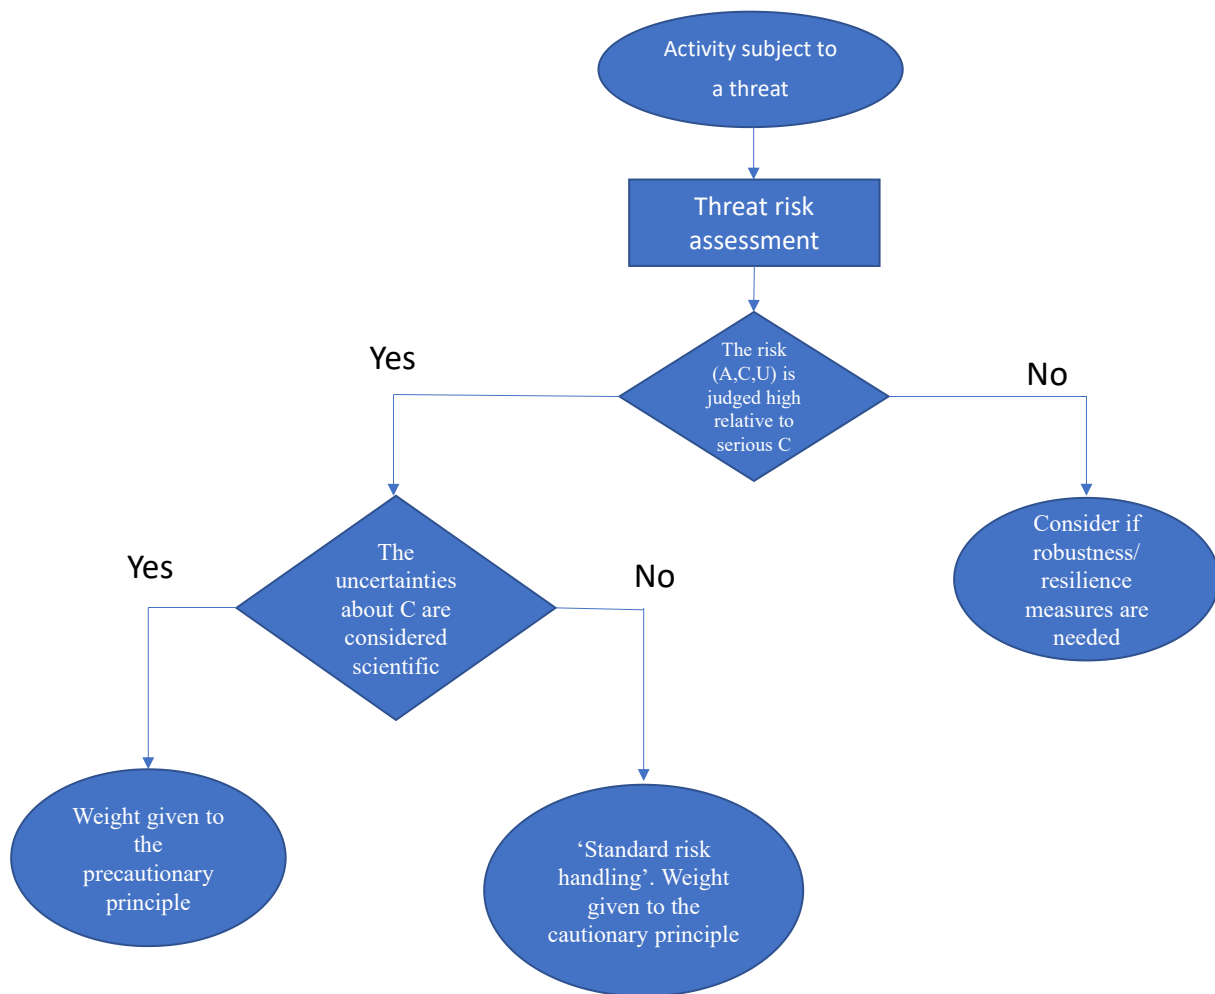 Activity subject to
a threat
Threat risk
assessment
Yes
The risk
(A,C,U) is
judged high
relative to
serious C
No
Yes
The
uncertainties
about C are
considered
scientific
No
Consider if
robustness/
resilience
measures are
needed
Weight given to
the
precautionary
principle
‘Standard risk
handling’. Weight
given to the
cautionary principle